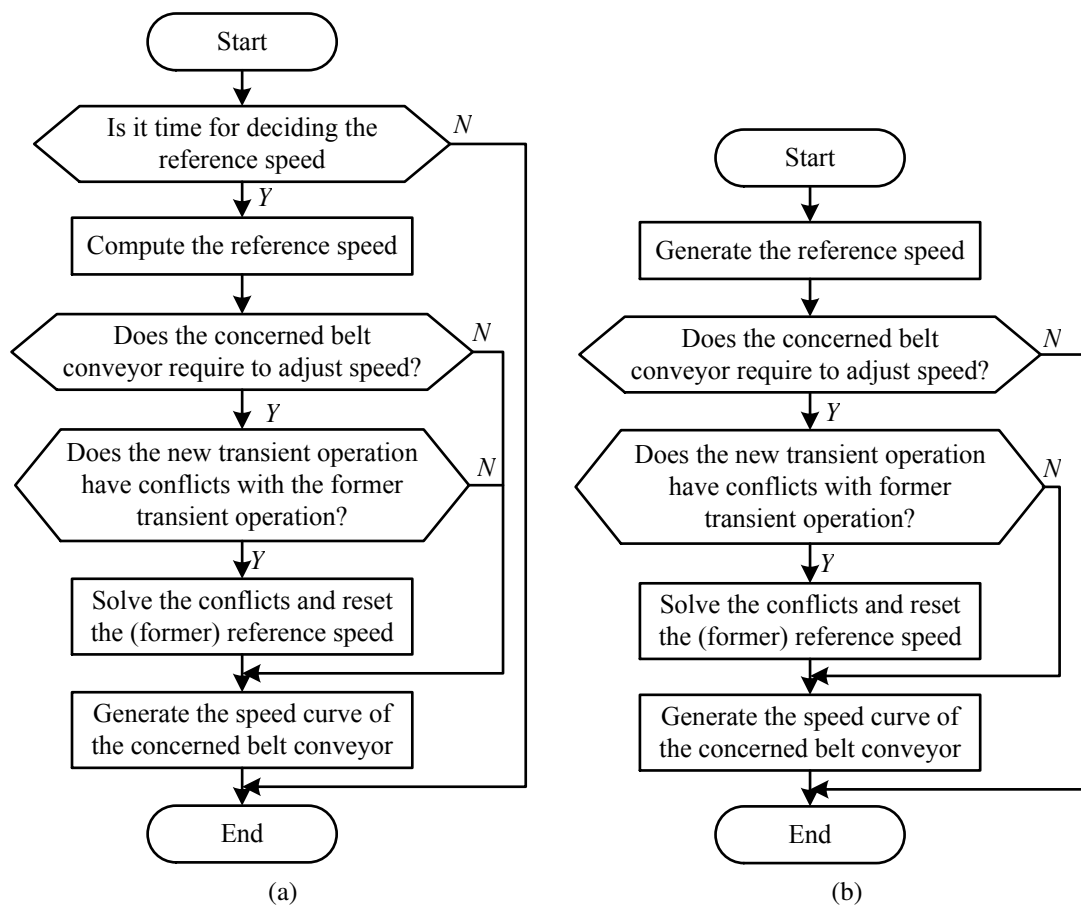 Start
Is it time for deciding the
reference speed
N
Y
Compute the reference speed
Does the concerned belt
conveyor require to adjust speed?
N
Y
Does the new transient operation
have conflicts with the former
transient operation?
N
Y
Solve the conflicts and reset
the (former) reference speed
Generate the speed curve of
the concerned belt conveyor
End
(a)
Start
Generate the reference speed
Does the concerned belt
conveyor require to adjust speed?
N
Y
Does the new transient operation
have conflicts with former
transient operation?
N
Y
Solve the conflicts and reset
the (former) reference speed
Generate the speed curve of
the concerned belt conveyor
End
(b)